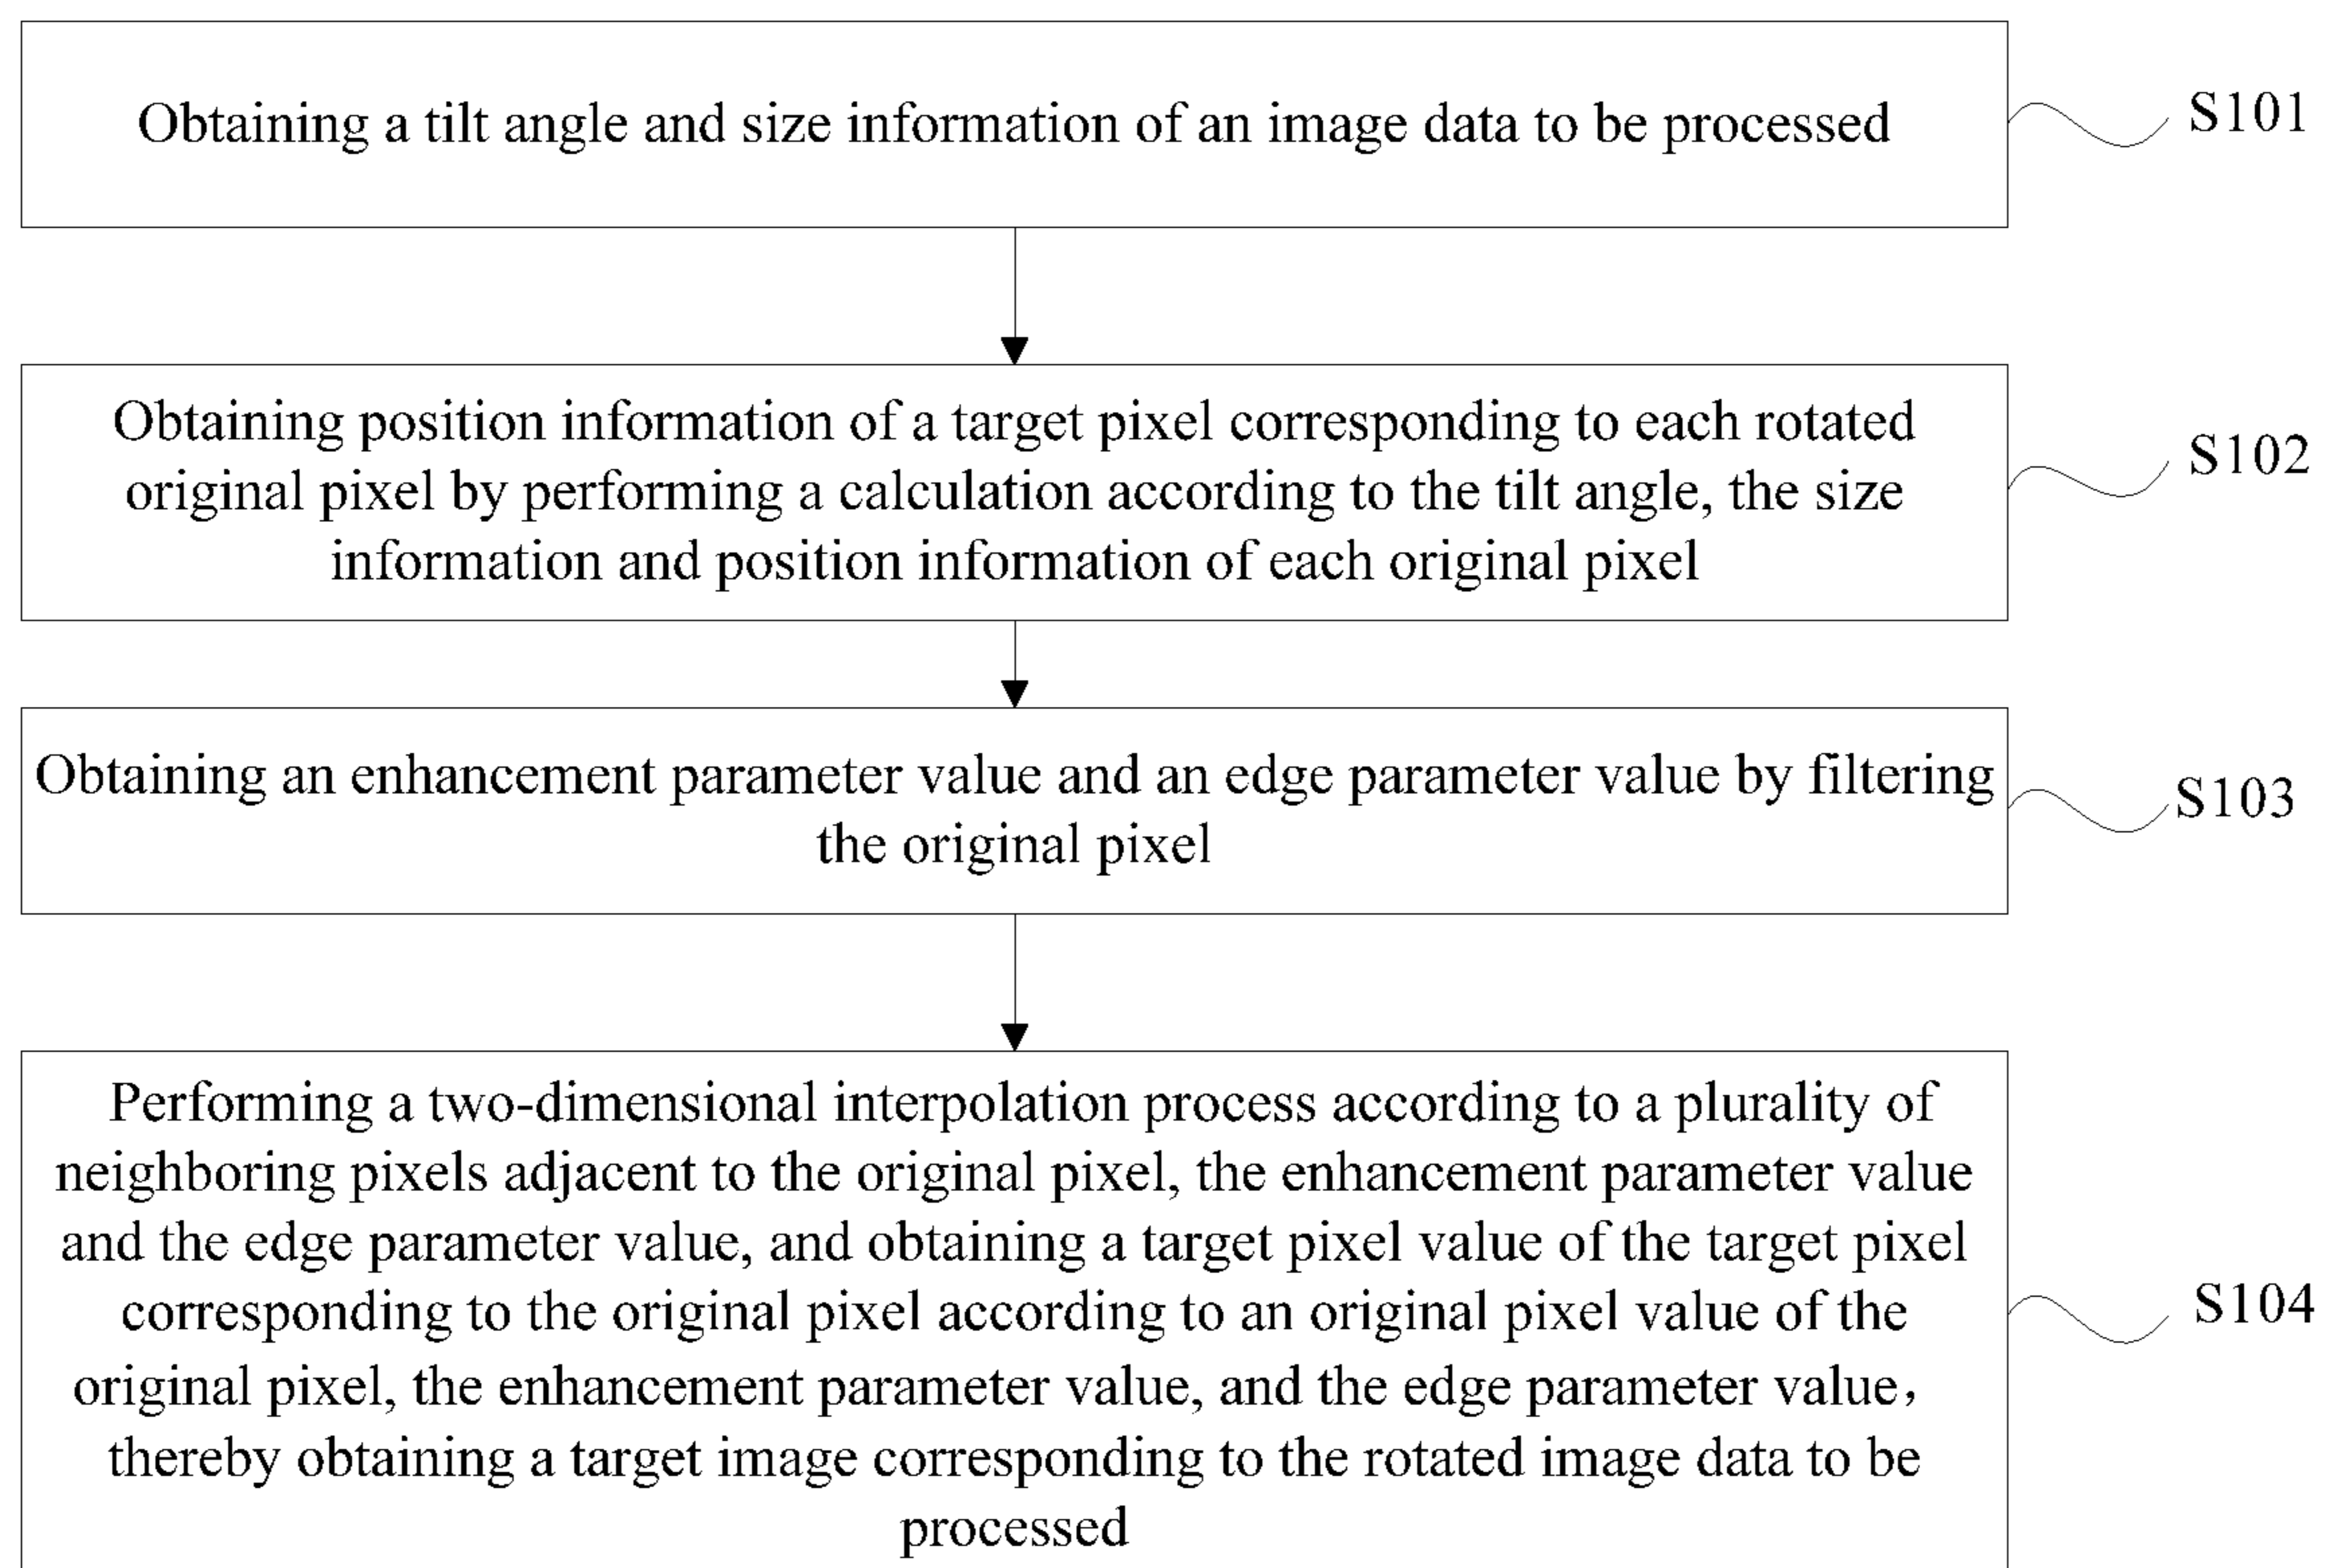 Obtaining a tilt angle and size information of an image data to be processed
S101
Obtaining position information of a target pixel corresponding to each rotated
original pixel by performing a calculation according to the tilt angle, the size
information and position information of each original pixel
S102
Obtaining an enhancement parameter value and an edge parameter value by filtering
the original pixel
S103
Performing a two-dimensional interpolation process according to a plurality of
neighboring pixels adjacent to the original pixel, the enhancement parameter value
and the edge parameter value, and obtaining a target pixel value of the target pixel
corresponding to the original pixel according to an original pixel value of the
original pixel, the enhancement parameter value, and the edge parameter value,
thereby obtaining a target image corresponding to the rotated image data to be
processed
S104